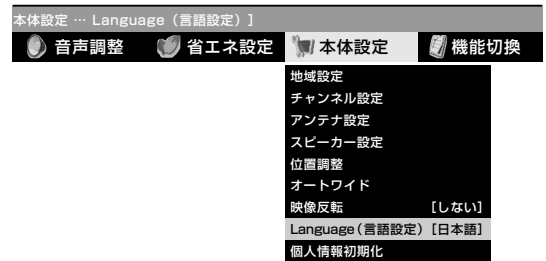 本体設定 … Language（言語設定）]
音声調整 省エネ設定 本体設定 機能切換
地域設定
チャンネル設定
アンテナ設定
スピーカー設定
位置調整
オートワイド
映像反転 [しない]
Language（言語設定）[日本語]
個人情報初期化